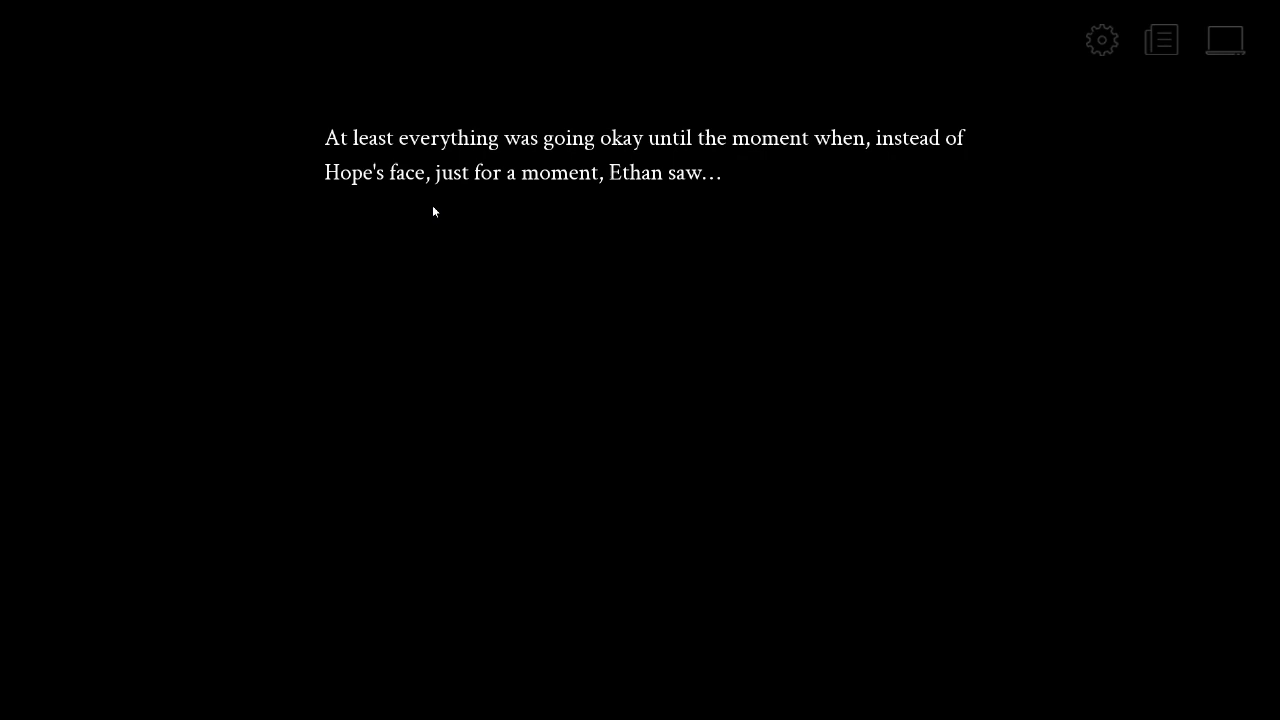 At least everything was going okay until the moment when, instead of
Hope's face, just for a moment, Ethan saw…